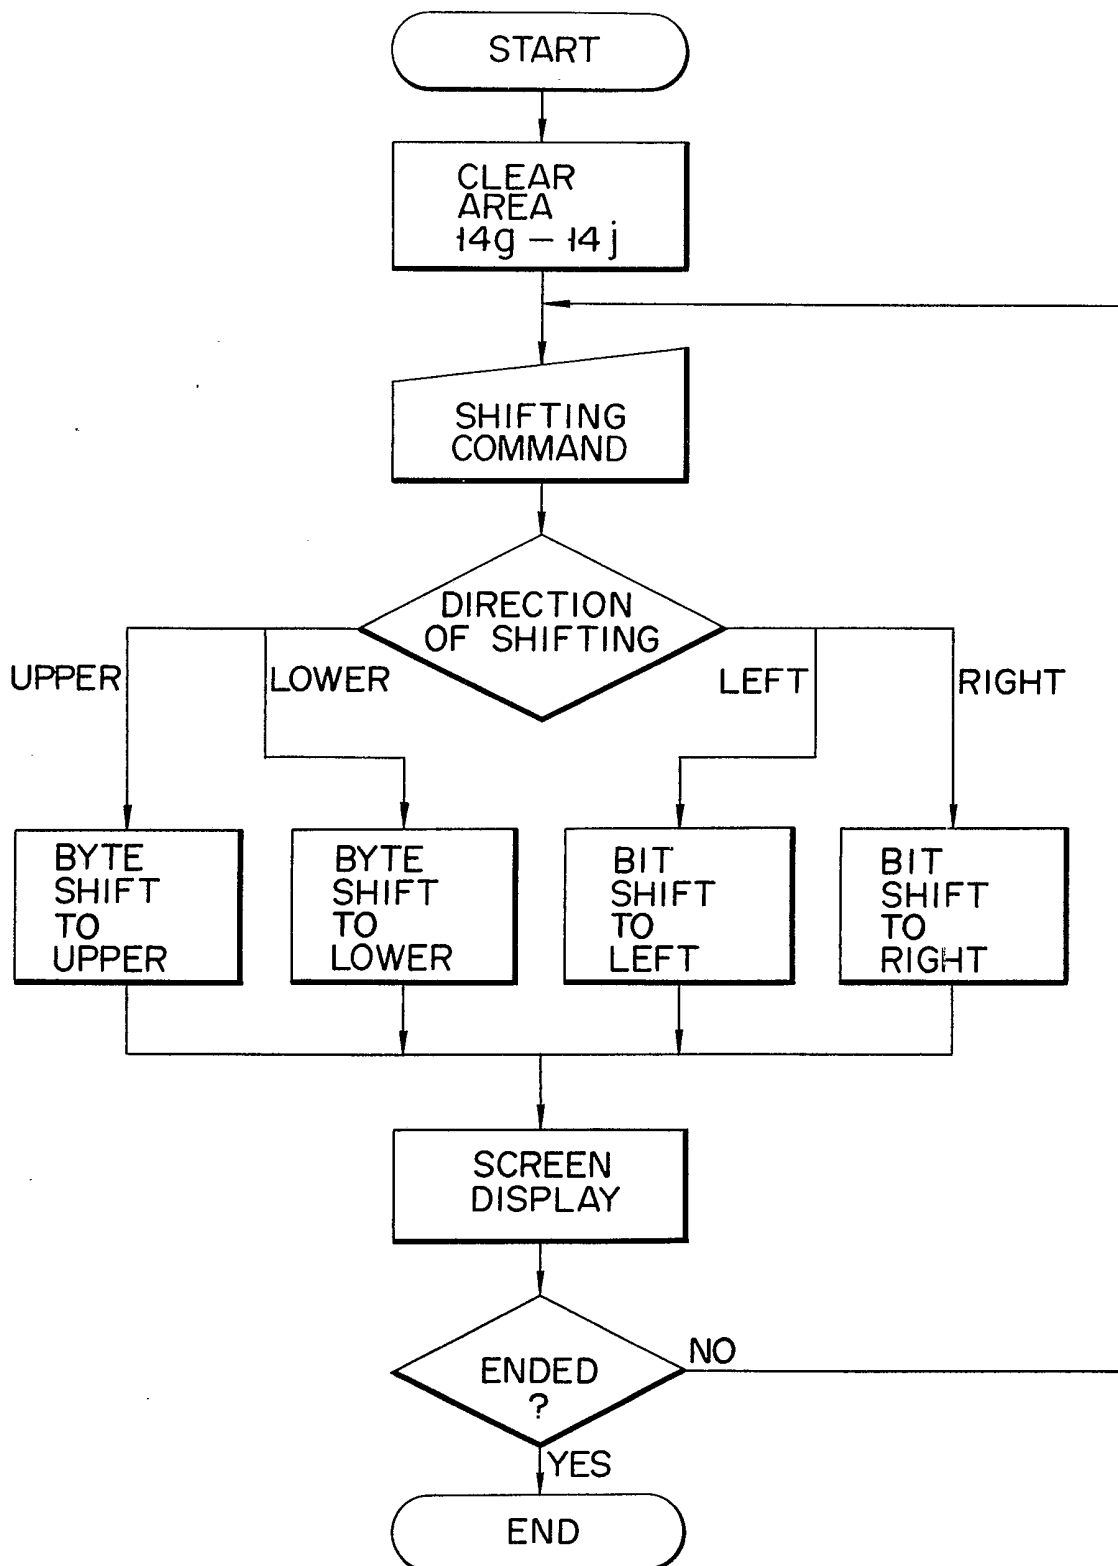 START
CLEAR
AREA
14g – 14j
SHIFTING
COMMAND
DIRECTION
OF SHIFTING
UPPER
LOWER
LEFT
RIGHT
BYTE
SHIFT
TO
UPPER
BYTE
SHIFT
TO
LOWER
BIT
SHIFT
TO
LEFT
BIT
SHIFT
TO
RIGHT
SCREEN
DISPLAY
ENDED
?
NO
YES
END